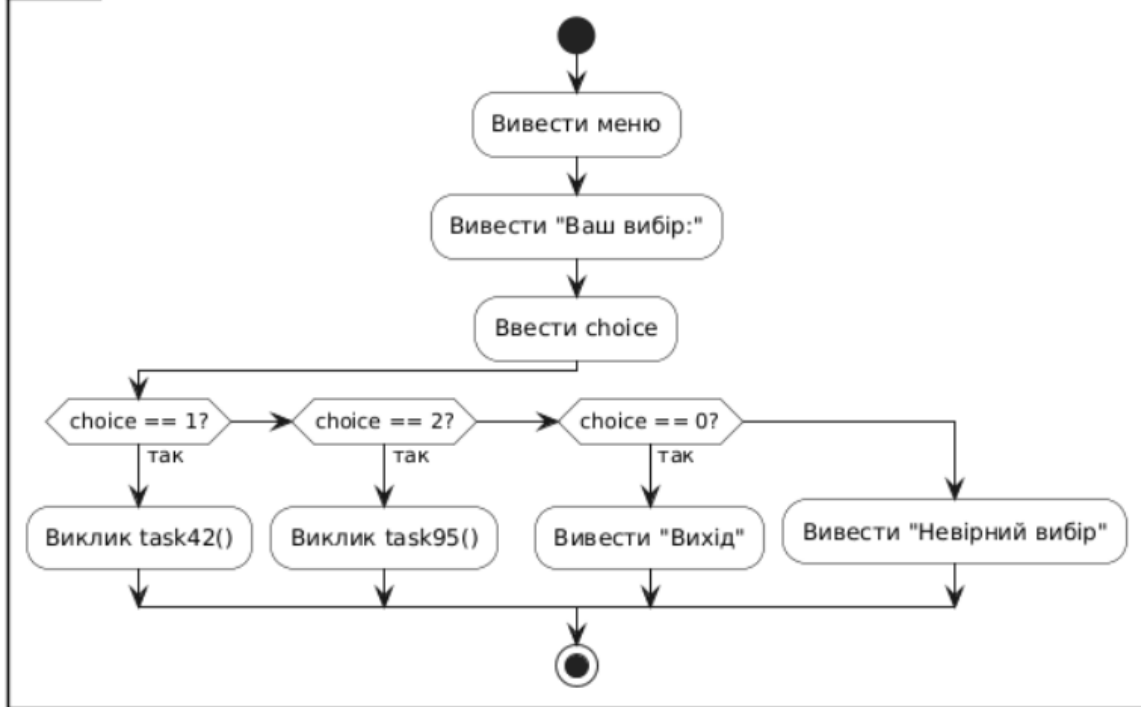 Вивести меню
Вивести "Ваш вибір:"
Ввести choice
choice == 1?
choice == 2?
choice == 0?
так
так
так
Виклик task42()
Виклик task95()
Вивести "Вихід"
Вивести "Невірний вибір"